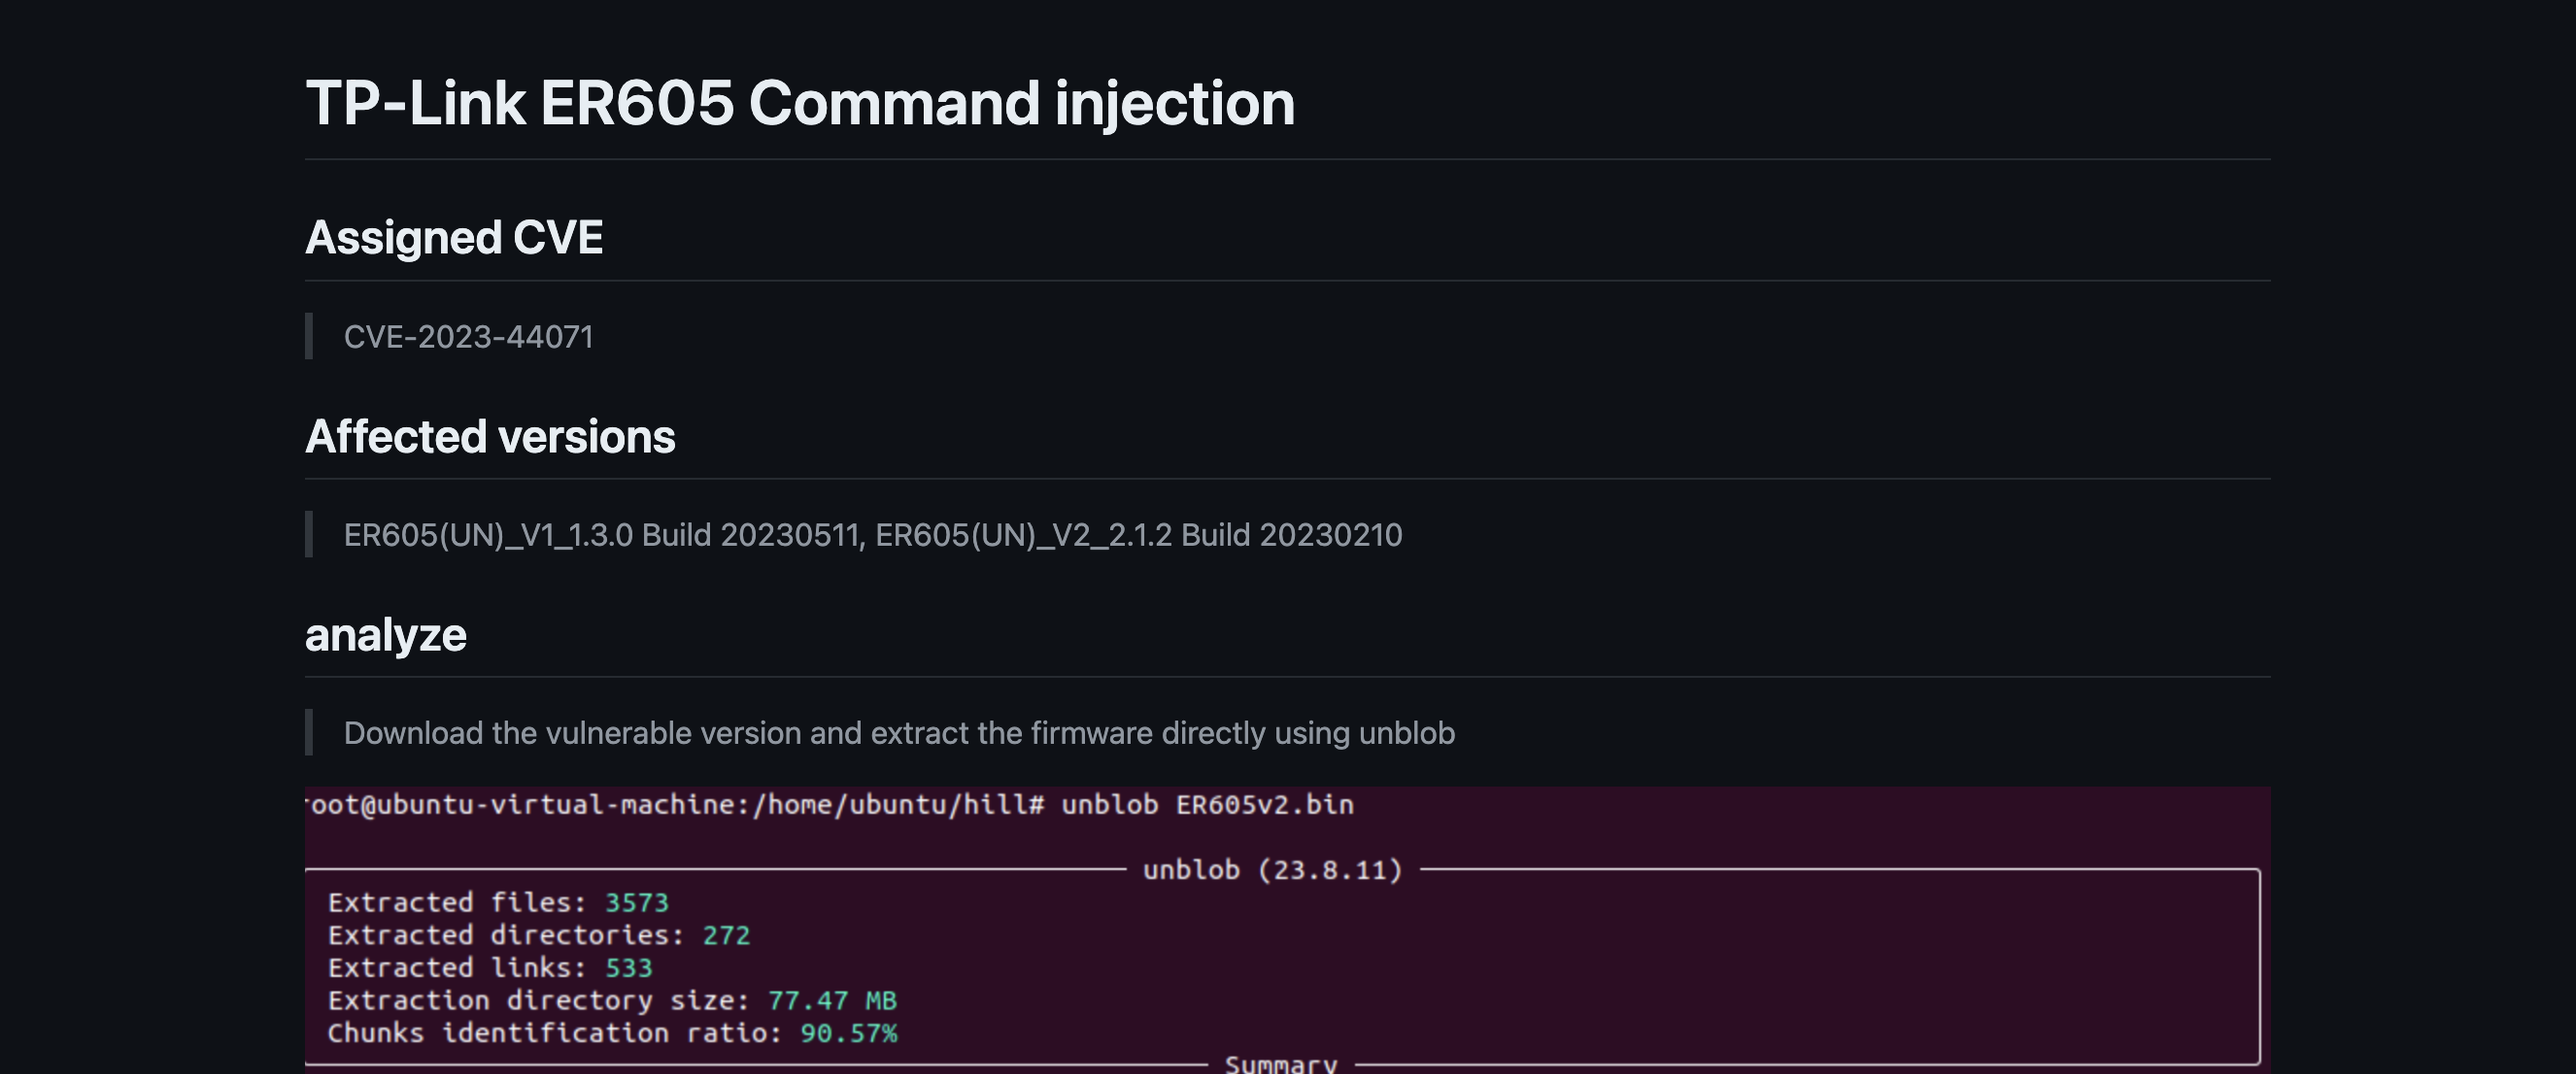 TP-Link ER605 Command injection
Assigned CVE
CVE-2023-44071
Affected versions
ER605(UN)_V1_1.3.0 Build 20230511, ER605(UN)_V2_2.1.2 Build 20230210
analyze
Download the vulnerable version and extract the firmware directly using unblob
root@ubuntu-virtual-machine:/home/ubuntu/hill# unblob ER605v2.bin
unblob (23.8.11)
Extracted files: 3573
Extracted directories: 272
Extracted links: 533
Extraction directory size: 77.47 MB
Chunks identification ratio: 90.57%
Summary